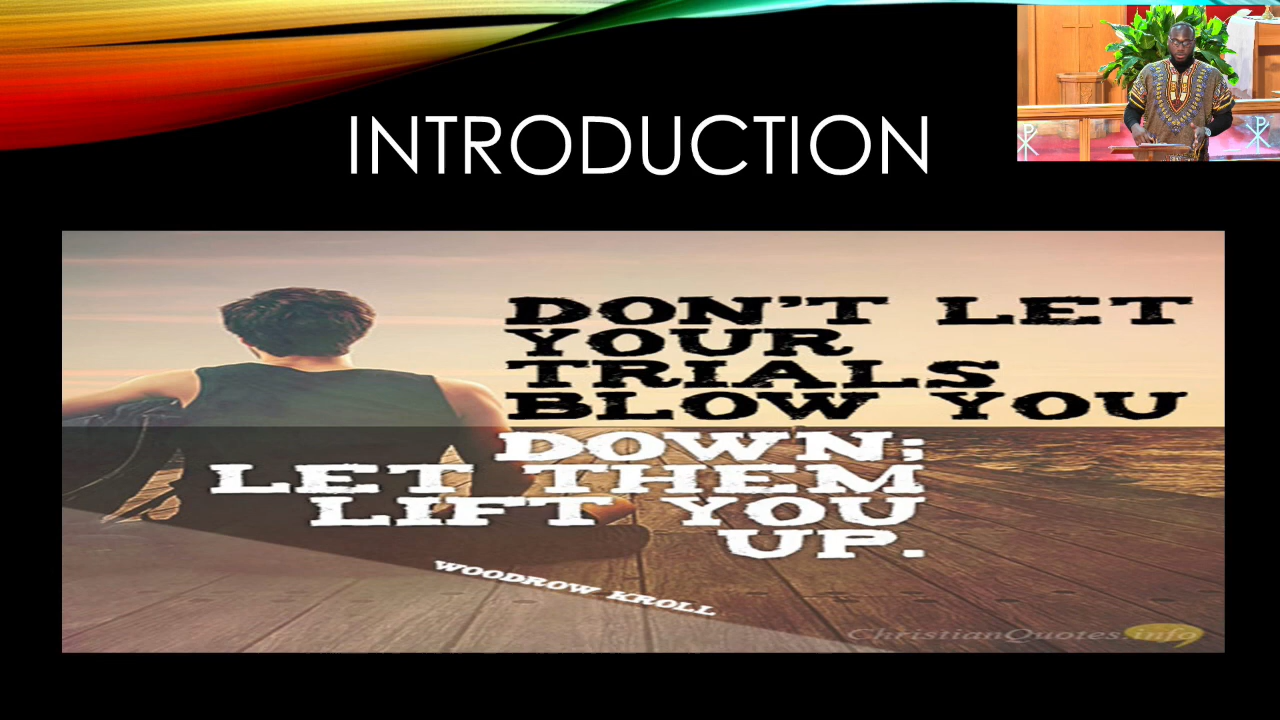 INTRODUCTION
DON'T LET
YOUR
TRIALS
BLOW YOU
DOWN;
LET THEM
LIFT YOU
UP.
WOODROW KROLL
ChristianQuotes.info